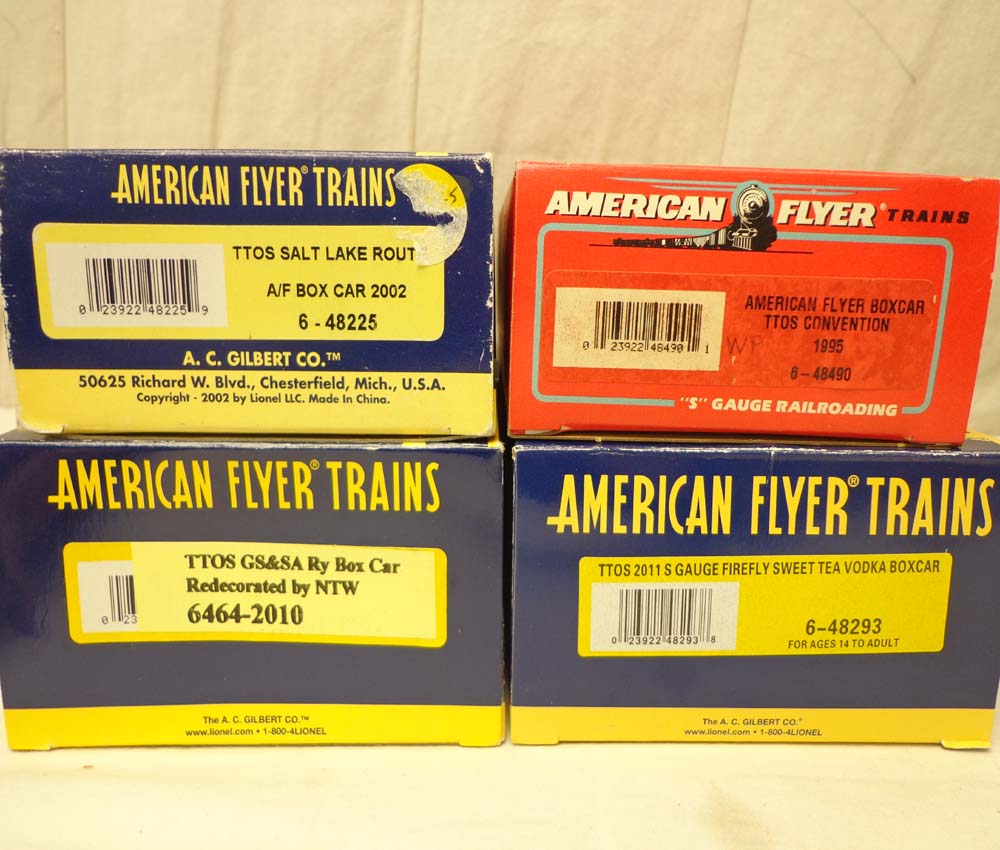 AMERICAN FLYER® TRAINS
-S
TTOS SALT LAKE ROUT
A/F BOX CAR 2002
0 23922 48225 9
6 - 48225
A. C. GILBERT CO.™
50625 Richard W. Blvd., Chesterfield, Mich., U.S.A.
Copyright - 2002 by Lionel LLC. Made In China.
AMERICAN FLYER® TRAINS
AMERICAN FLYER BOXCAR
TTOS CONVENTION
0 23922 48490 1
WP
1995
6-48490
"S" GAUGE RAILROADING
AMERICAN FLYER® TRAINS
TTOS GS&SA Ry Box Car
Redecorated by NTW
6464-2010
0 23
The A. C. GILBERT CO.™
www.lionel.com • 1-800-4LIONEL
AMERICAN FLYER® TRAINS
TTOS 2011 S GAUGE FIREFLY SWEET TEA VODKA BOXCAR
0 23922 48293 8
6-48293
FOR AGES 14 TO ADULT
The A. C. GILBERT CO.®
www.lionel.com • 1-800-4LIONEL